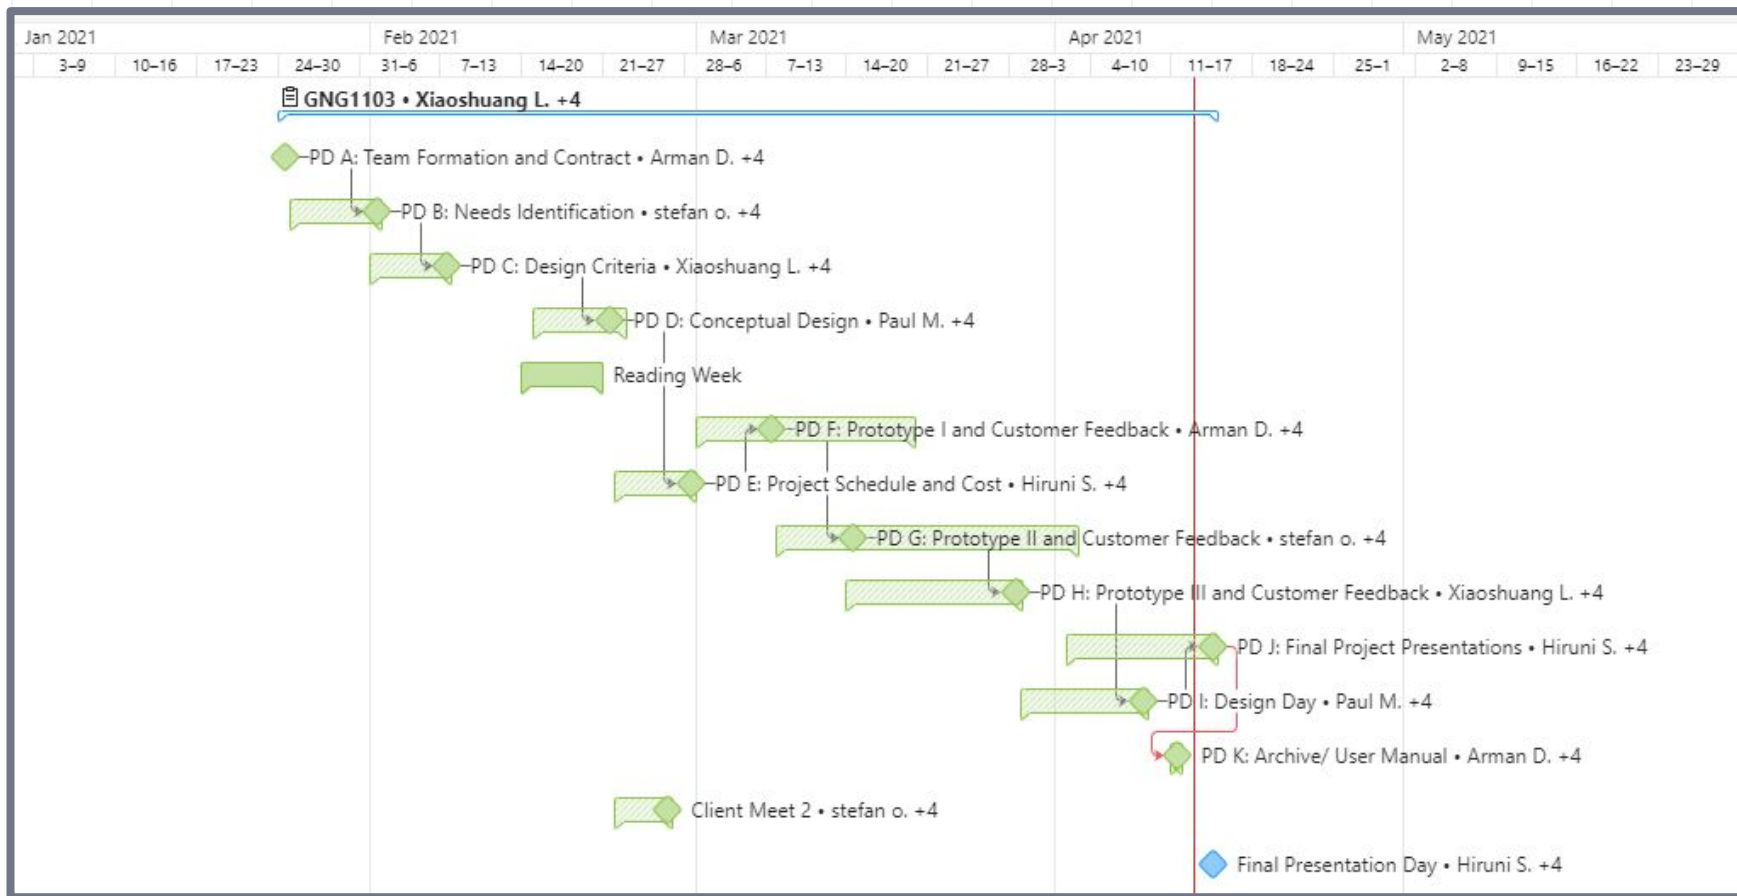 Jan 2021 Feb 2021 Mar 2021 Apr 2021 May 2021
3–9 10–16 17–23 24–30 31–6 7–13 14–20 21–27 28–6 7–13 14–20 21–27 28–3 4–10 11–17 18–24 25–1 2–8 9–15 16–22 23–29
GNG1103 • Xiaoshuang L. +4
PD A: Team Formation and Contract • Arman D. +4
PD B: Needs Identification • stefan o. +4
PD C: Design Criteria • Xiaoshuang L. +4
PD D: Conceptual Design • Paul M. +4
Reading Week
PD F: Prototype I and Customer Feedback • Arman D. +4
PD E: Project Schedule and Cost • Hiruni S. +4
PD G: Prototype II and Customer Feedback • stefan o. +4
PD H: Prototype III and Customer Feedback • Xiaoshuang L. +4
PD J: Final Project Presentations • Hiruni S. +4
PD I: Design Day • Paul M. +4
PD K: Archive/ User Manual • Arman D. +4
Client Meet 2 • stefan o. +4
Final Presentation Day • Hiruni S. +4